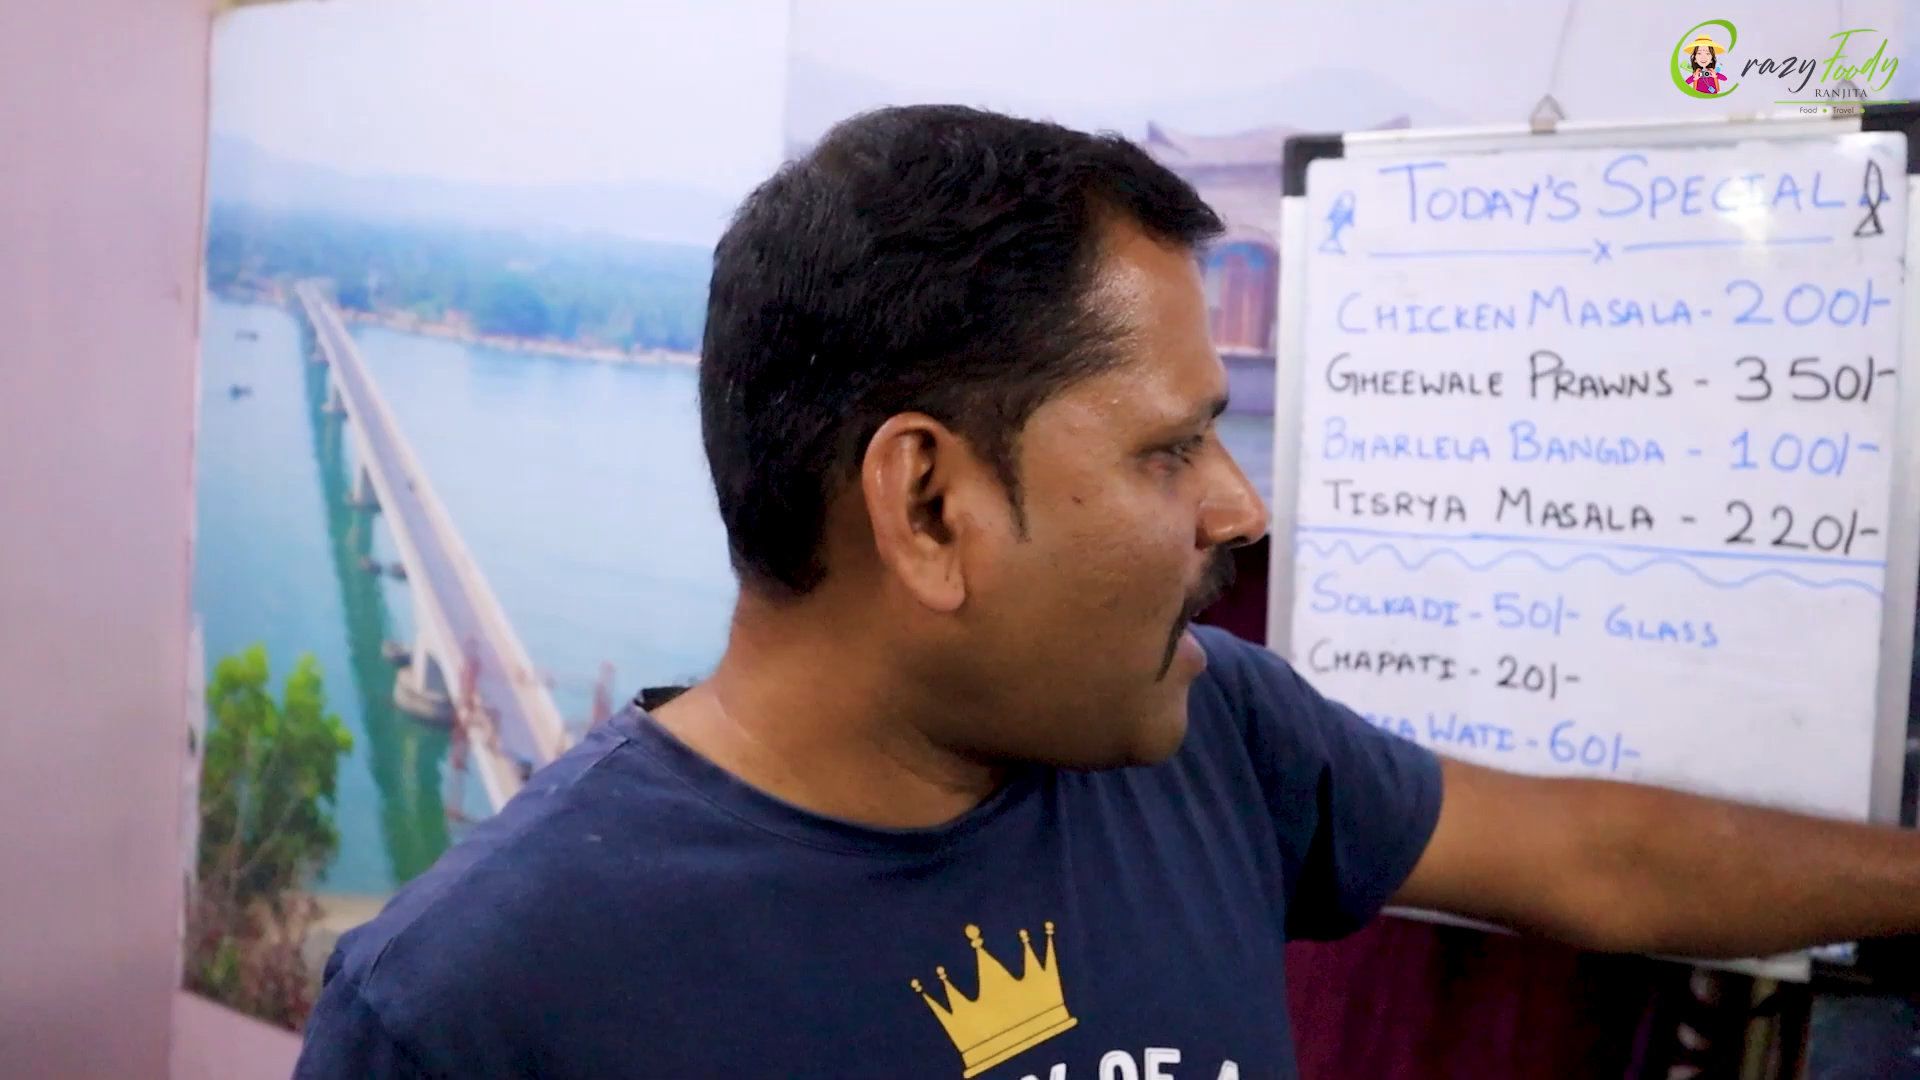 Crazy Foody
RANJITA
Food • Travel
TODAY'S SPECIAL
x
CHICKEN MASALA - 200/-
GHEEWALE PRAWNS - 350/-
BHARLELA BANGDA - 100/-
TISRYA MASALA - 220/-
SOLKADI - 50/- GLASS
CHAPATI - 20/-
WATI - 60/-
OF A